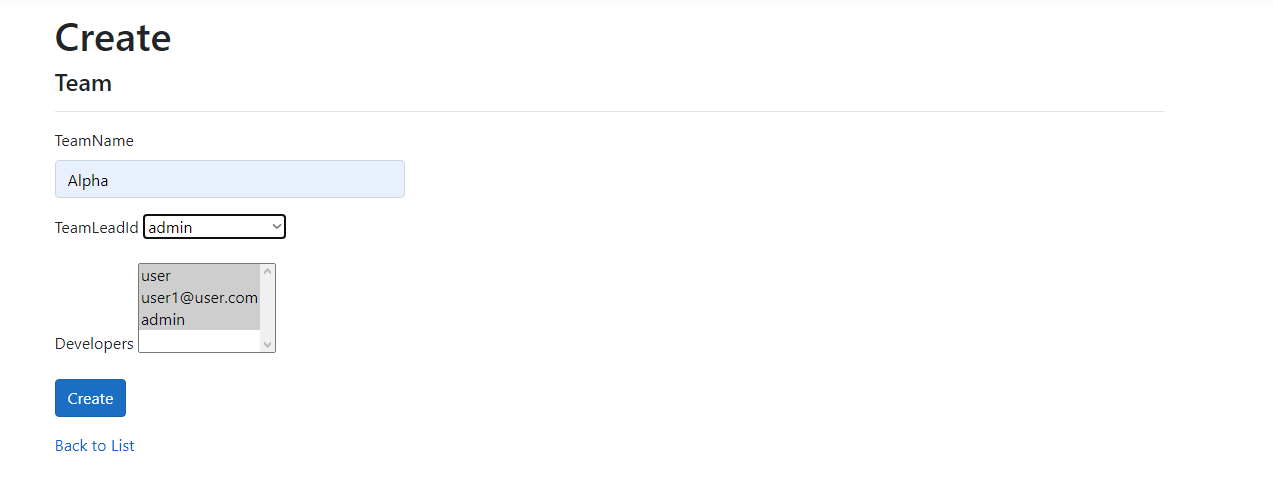 Create
Team
TeamName
Alpha
TeamLeadId admin
user
user1@user.com
admin
Developers
Create
Back to List